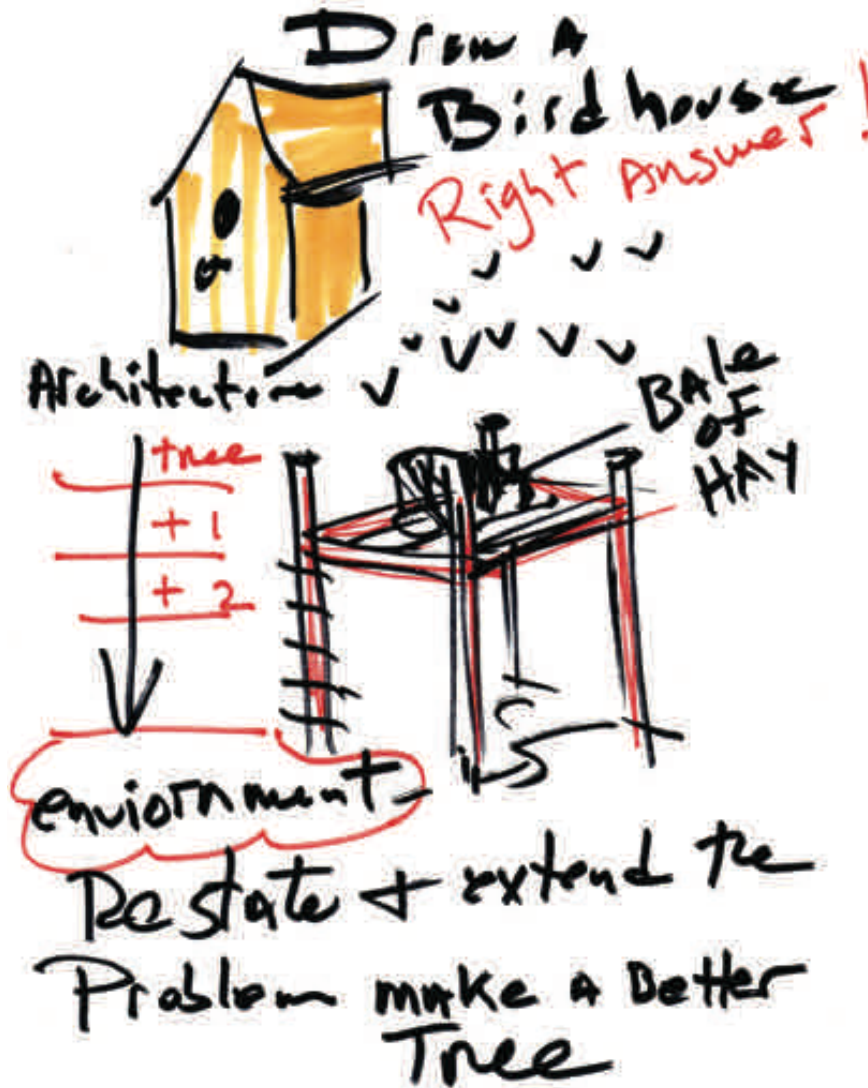 Draw A
Birdhouse
Right Answer!
Architecture
BAle
of
HAY
tree
+ 1
+ 2
enviornment
Restate + extend the
Problem make A Better
Tree